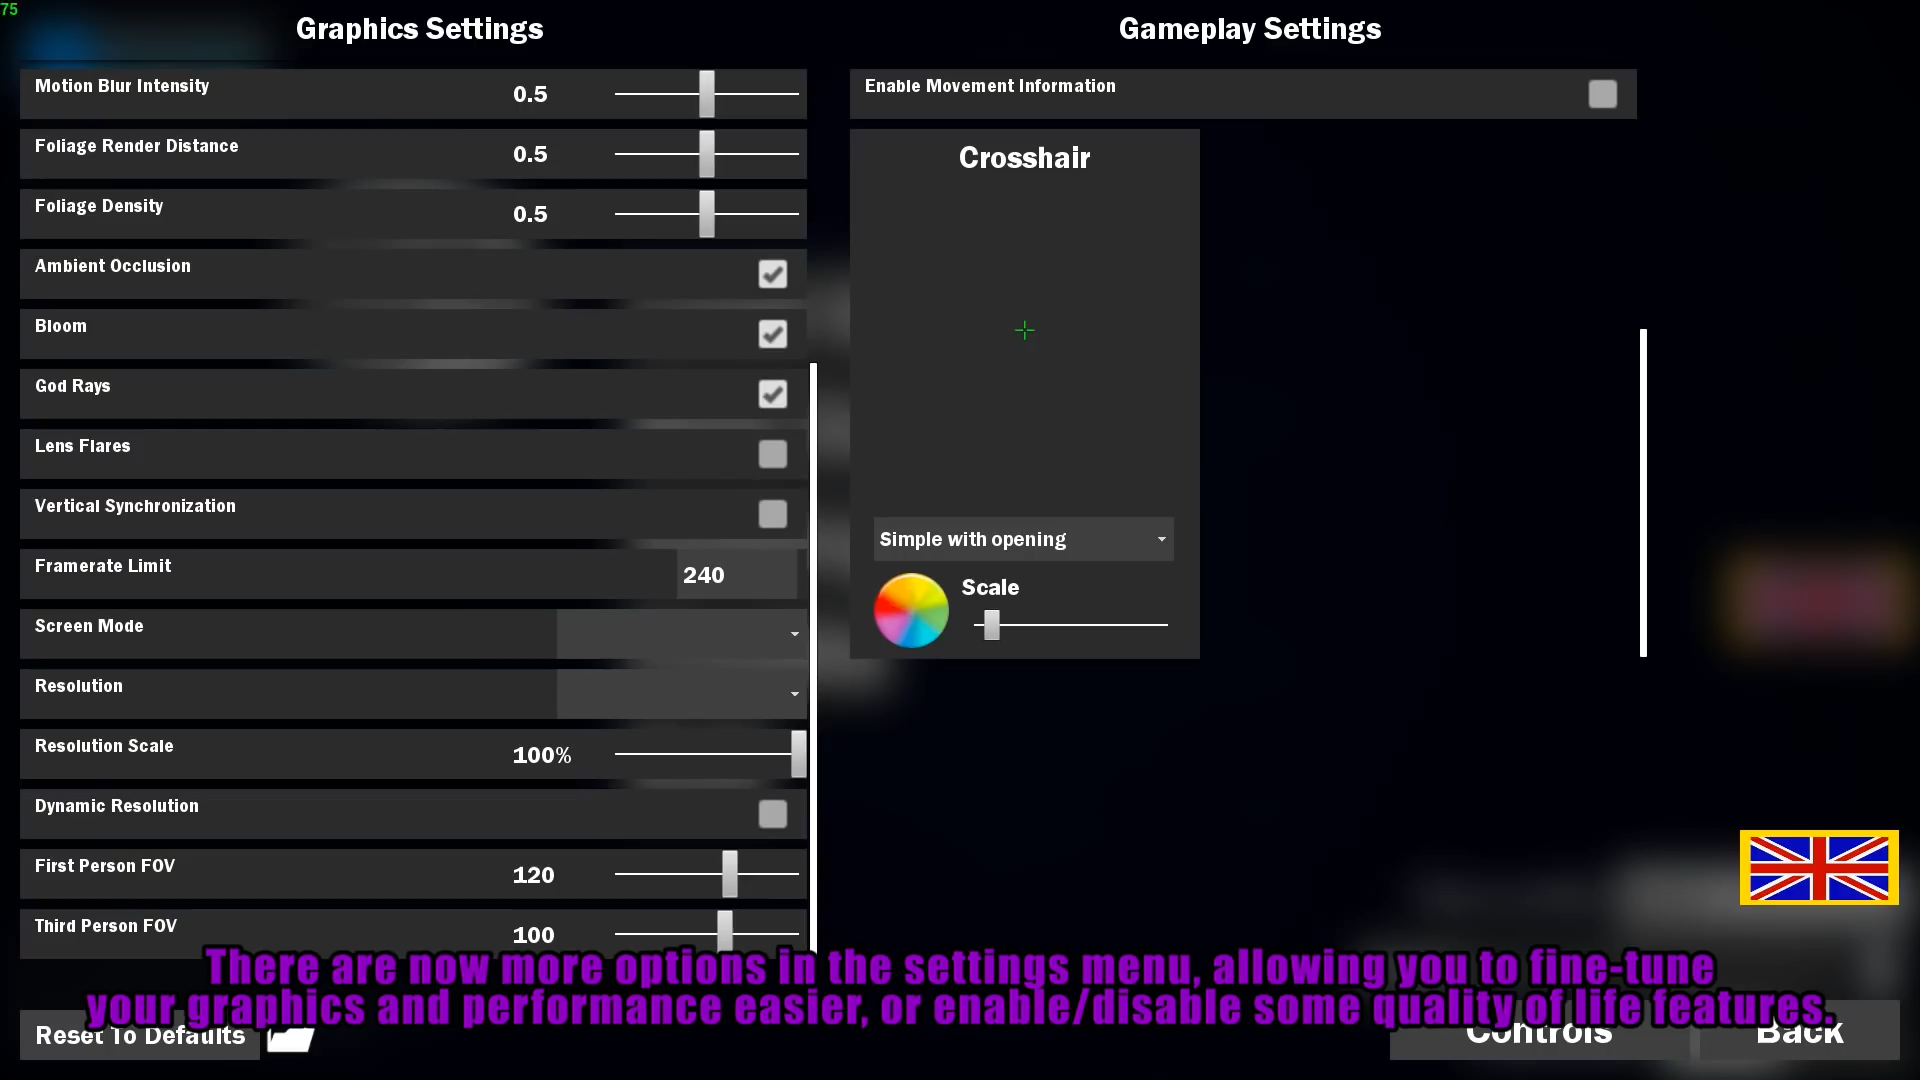 75
Graphics Settings
Motion Blur Intensity 0.5
Foliage Render Distance 0.5
Foliage Density 0.5
Ambient Occlusion
Bloom
God Rays
Lens Flares
Vertical Synchronization
Framerate Limit 240
Screen Mode
Resolution
Resolution Scale 100%
Dynamic Resolution
First Person FOV 120
Third Person FOV 100
Gameplay Settings
Enable Movement Information
Crosshair
Simple with opening
Scale
There are now more options in the settings menu, allowing you to fine-tune
your graphics and performance easier, or enable/disable some quality of life features.
Reset To Defaults
Controls
Back